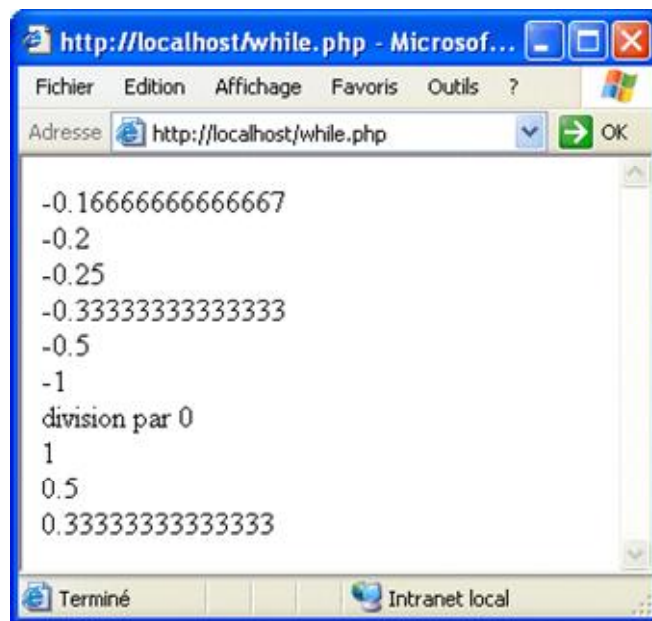 http://localhost/while.php - Microsof...
Fichier Edition Affichage Favoris Outils ?
Adresse http://localhost/while.php OK
-0.16666666666667
-0.2
-0.25
-0.33333333333333
-0.5
-1
division par 0
1
0.5
0.33333333333333
Terminé Intranet local